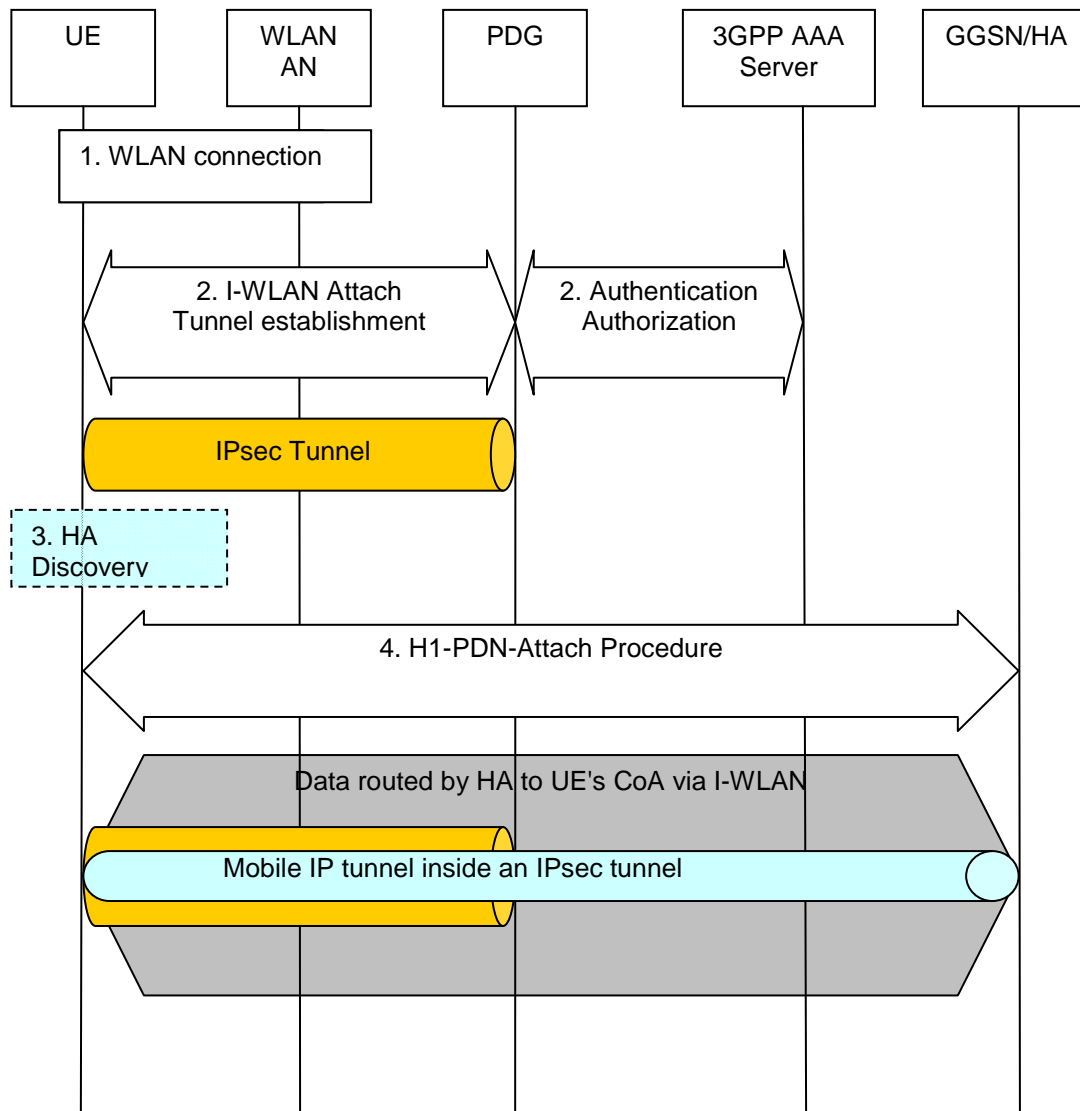 UE
WLAN
AN
PDG
3GPP AAA
Server
GGSN/HA
1. WLAN connection
2. I-WLAN Attach
Tunnel establishment
2. Authentication
Authorization
IPsec Tunnel
3. HA
Discovery
4. H1-PDN-Attach Procedure
Data routed by HA to UE's CoA via I-WLAN
Mobile IP tunnel inside an IPsec tunnel